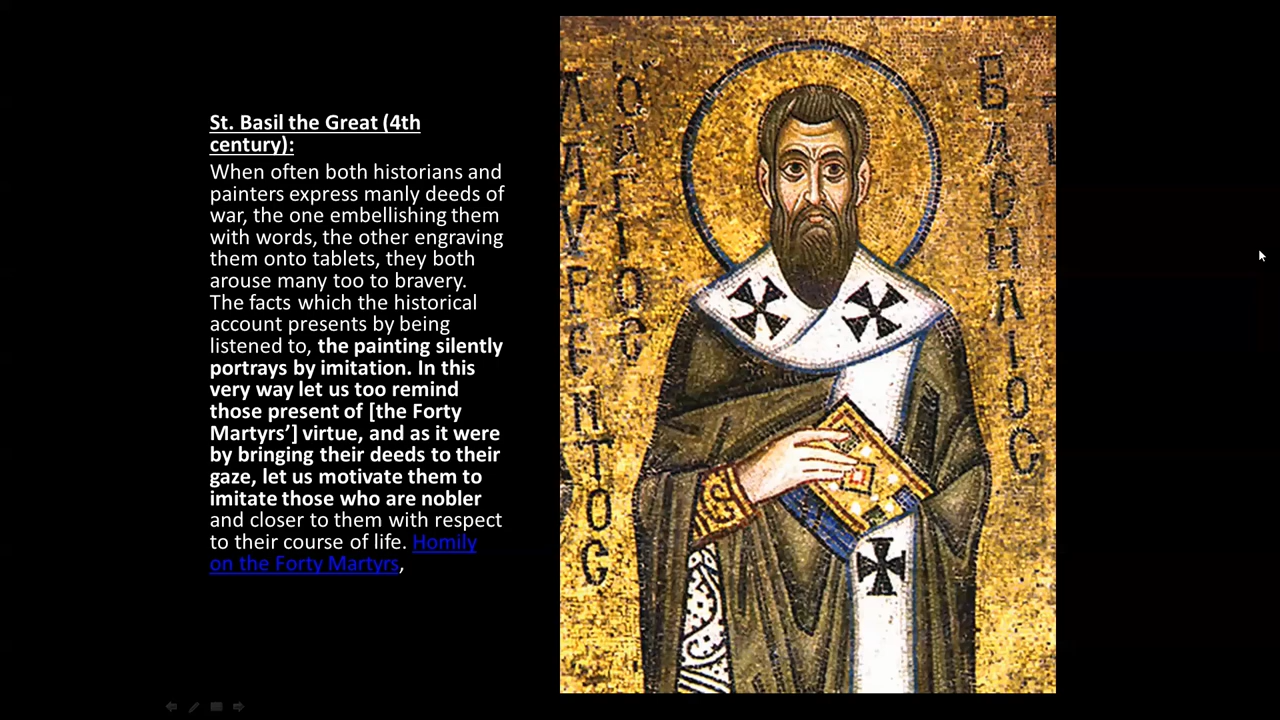 St. Basil the Great (4th
century):
When often both historians and
painters express manly deeds of
war, the one embellishing them
with words, the other engraving
them onto tablets, they both
arouse many too to bravery.
The facts which the historical
account presents by being
listened to, the painting silently
portrays by imitation. In this
very way let us too remind
those present of [the Forty
Martyrs’] virtue, and as it were
by bringing their deeds to their
gaze, let us motivate them to
imitate those who are nobler
and closer to them with respect
to their course of life. Homily
on the Forty Martyrs,
ΛΑΥΡΕΝΤΟC
Ὁ ΑΓΙΟC
ΒΑCΗΛΙΟC